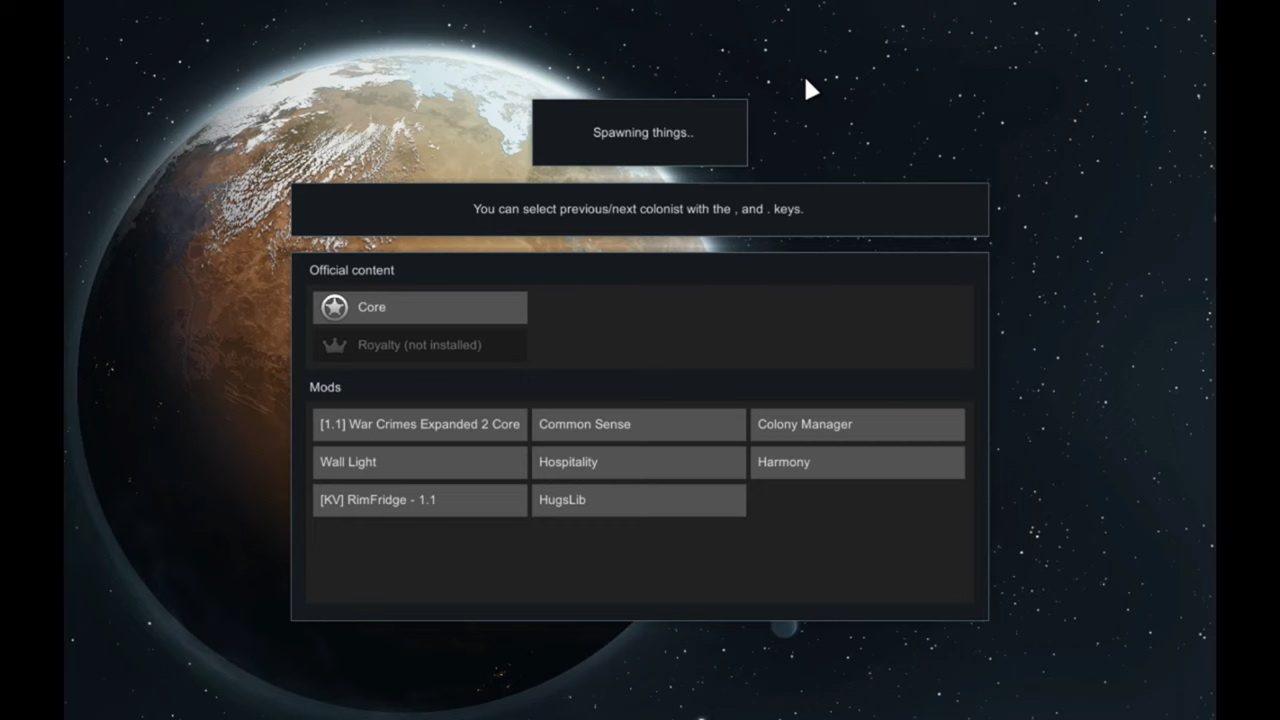 Spawning things..
You can select previous/next colonist with the , and . keys.
Official content
Core
Royalty (not installed)
Mods
[1.1] War Crimes Expanded 2 Core
Common Sense
Colony Manager
Wall Light
Hospitality
Harmony
[KV] RimFridge - 1.1
HugsLib